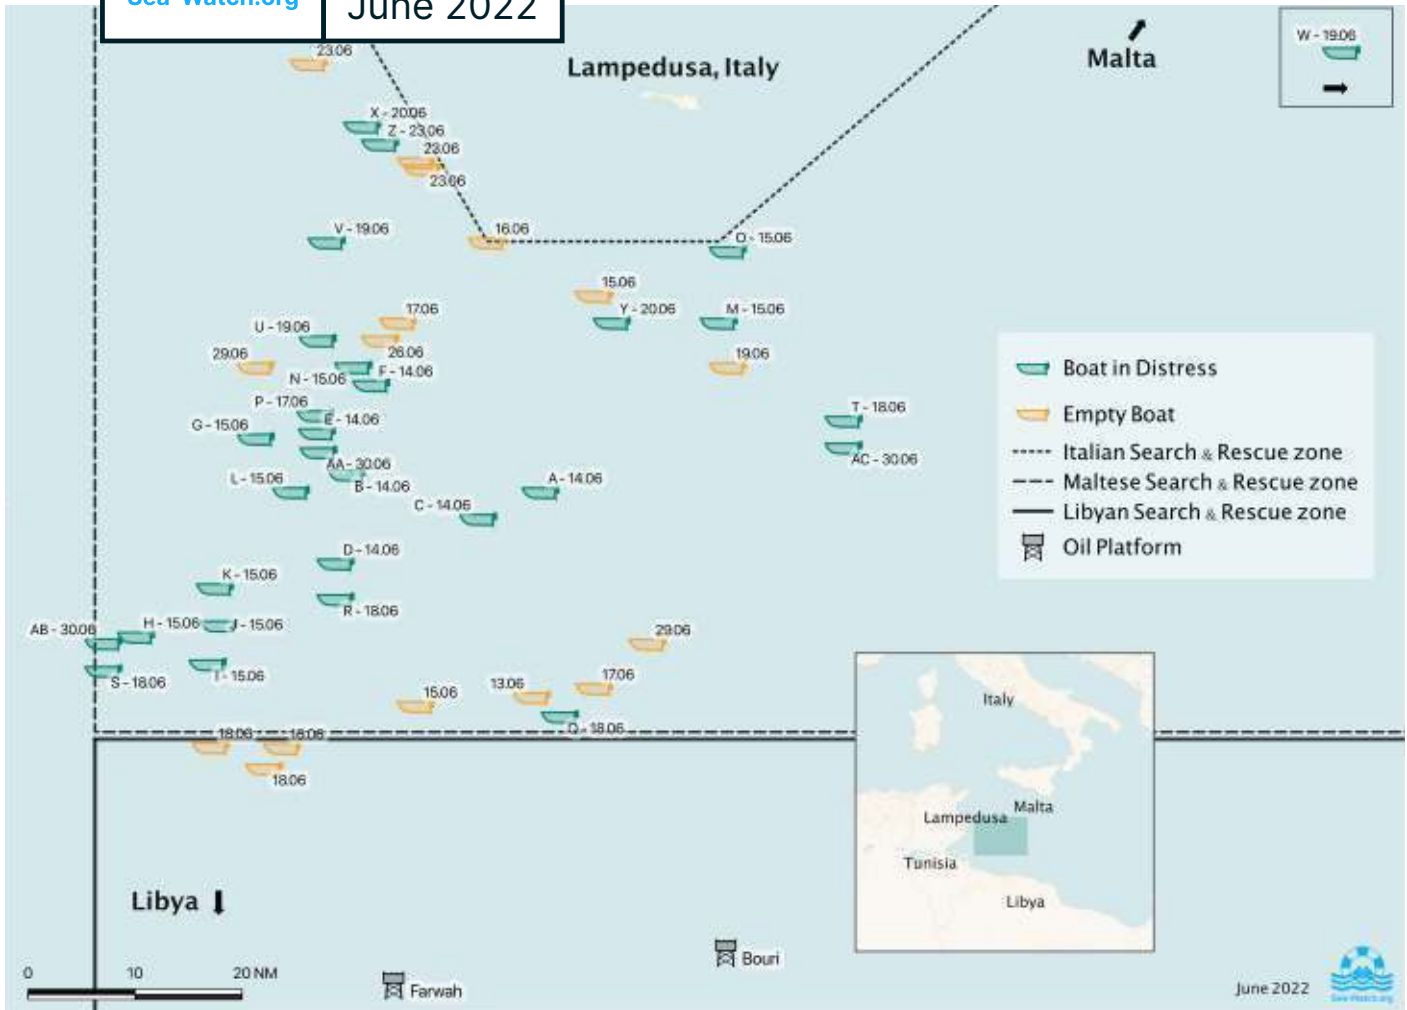 Sea-Watch.org
June 2022
W - 19.06
23.06
Lampedusa, Italy
Malta
X - 20.06
Z - 23.06
23.06
23.06
V - 19.06
16.06
O - 15.06
15.06
17.06
Y - 20.06
M - 15.06
U - 19.06
29.06
26.06
19.06
N - 15.06
F - 14.06
P - 17.06
E - 14.06
G - 15.06
T - 18.06
AA - 30.06
AC - 30.06
L - 15.06
B - 14.06
A - 14.06
C - 14.06
D - 14.06
K - 15.06
R - 18.06
AB - 30.06
H - 15.06
J - 15.06
29.06
S - 18.06
I - 15.06
15.06
13.06
17.06
Q - 18.06
18.06
18.06
Boat in Distress
Empty Boat
Italian Search & Rescue zone
Maltese Search & Rescue zone
Libyan Search & Rescue zone
Oil Platform
Italy
Malta
Lampedusa
Tunisia
Libya
Libya
Bouri
Farwah
0 10 20 NM
June 2022
Sea-Watch.org